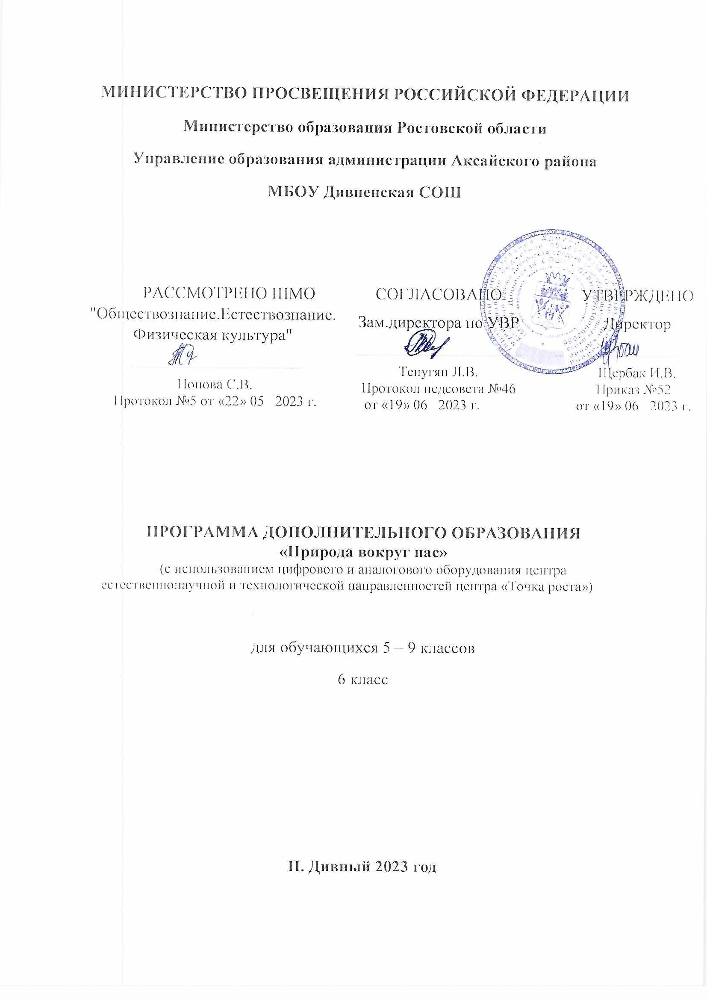 МИНИСТЕРСТВО ПРОСВЕЩЕНИЯ РОССИЙСКОЙ ФЕДЕРАЦИИ
Министерство образования Ростовской области
Управление образования администрации Аксайского района
МБОУ Дивненская СОШ
РАССМОТРЕНО ШМО
"Обществознание.Естествознание.
Физическая культура"
Попова С.В.
Протокол №5 от «22» 05 2023 г.
СОГЛАСОВАНО
Зам.директора по УВР
Тенугян Л.В.
Протокол педсовета №46
от «19» 06 2023 г.
УТВЕРЖДЕНО
Директор
Щербак И.В.
Приказ №52
от «19» 06 2023 г.
ПРОГРАММА ДОПОЛНИТЕЛЬНОГО ОБРАЗОВАНИЯ
«Природа вокруг нас»
(с использованием цифрового и аналогового оборудования центра
естественнонаучной и технологической направленностей центра «Точка роста»)
для обучающихся 5 – 9 классов
6 класс
П. Дивный 2023 год